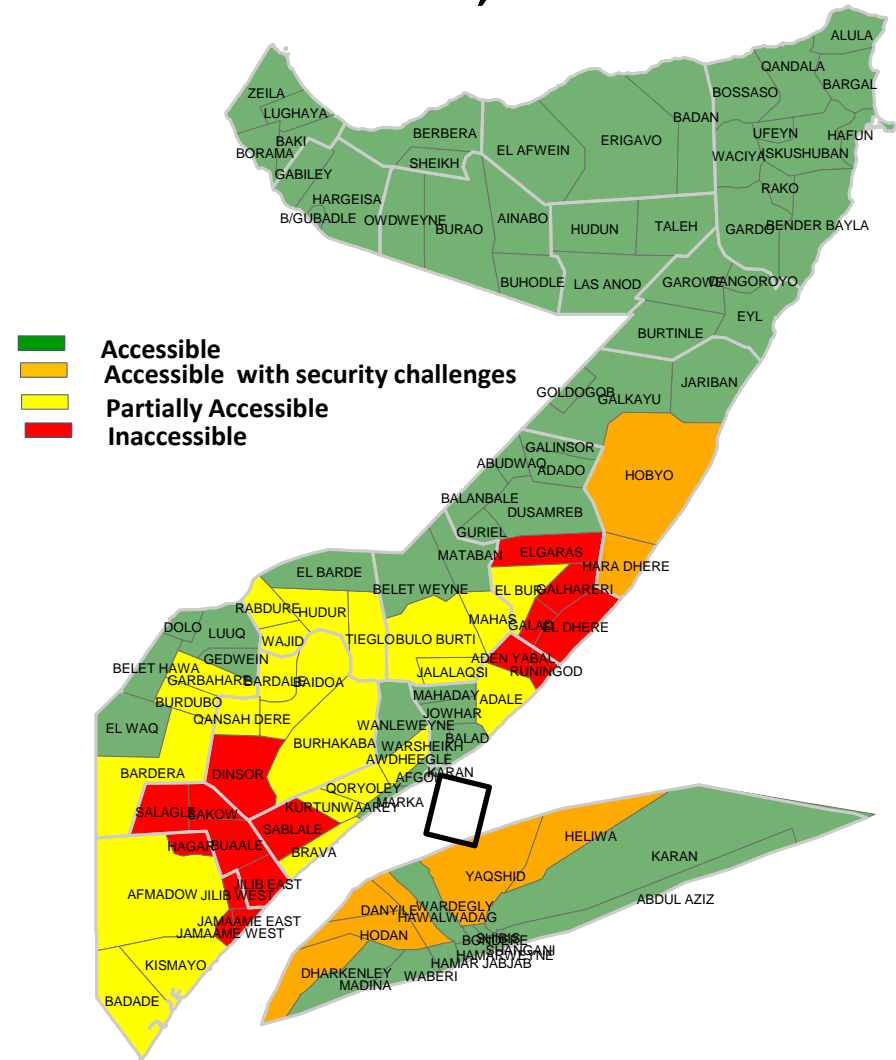 ALULA
QANDALA
BARGAL
BOSSASO
ZEILA
LUGHAYA
BADAN
BERBERA
UFEYN
HAFUN
ERIGAVO
BAKI
EL AFWEIN
BORAMA
SHEIKH
WACIYA
ISKUSHUBAN
GABILEY
RAKO
HARGEISA
B/GUBADLE
OWDWEYNE
AINABO
BURAO
HUDUN
TALEH
GARDO
BENDER BAYLA
BUHODLE
LAS ANOD
GAROWE
DANGOROYO
EYL
BURTINLE
Accessible
Accessible with security challenges
Partially Accessible
Inaccessible
JARIBAN
GOLDOGOB
GALKAYU
GALINSOR
ABUDWAQ
ADADO
HOBYO
BALANBALE
DUSAMREB
GURIEL
MATABAN
ELGARAS
HARA DHERE
EL BARDE
BELET WEYNE
EL BUR
GALHARERI
RABDURE
HUDUR
MAHAS
GALAD
EL DHERE
DOLO
LUUQ
WAJID
TIEGLO
BULO BURTI
GEDWEIN
ADEN YABAL
BELET HAWA
GARBAHARE
BARDALE
BAIDOA
JALALAQSI
RUNINGOD
BURDUBO
MAHADAY
ADALE
QANSAH DERE
JOWHAR
EL WAQ
WANLEWEYNE
BURHAKABA
WARSHEIKH
BALAD
AWDHEEGLE
BARDERA
DINSOR
AFGOI
KARAN
QORYOLEY
MARKA
KURTUNWAAREY
SALAGLE
SAKOW
SABLALE
HAGAR
BUAALE
BRAVA
HELIWA
KARAN
YAQSHID
AFMADOW
JILIB EAST
JILIB WEST
ABDUL AZIZ
WARDEGLY
DANYILE
HAWALWADAG
JAMAAME EAST
JAMAAME WEST
HODAN
BONDERE
SHIBIS
SHANGANI
HAMARWEYNE
HAMAR JABJAB
KISMAYO
DHARKENLEY
WABERI
MADINA
BADADE